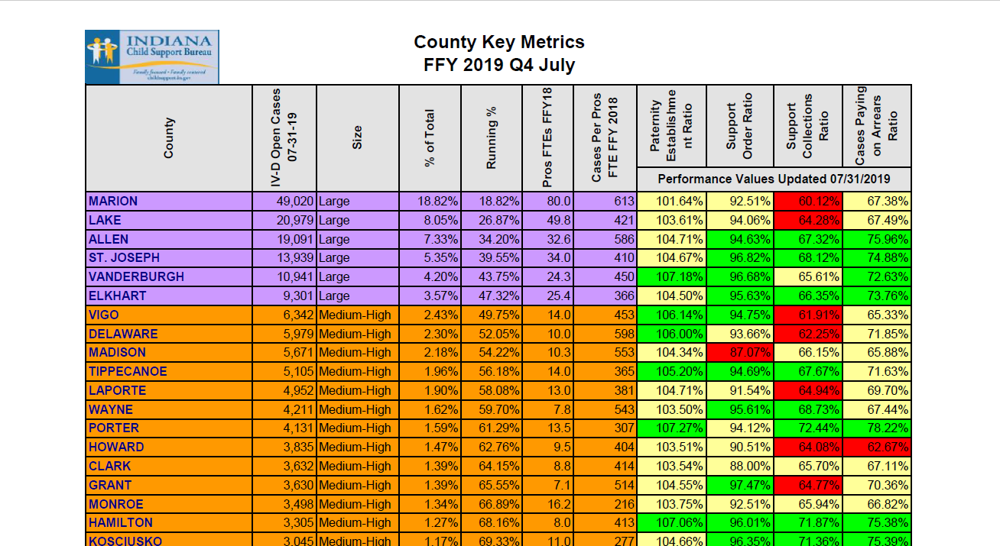 INDIANA
Child Support Bureau
Family focused • Family centered
childsupport.in.gov
County Key Metrics
FFY 2019 Q4 July
County
IV-D Open Cases
07-31-19
Size
% of Total
Running %
Pros FTEs FFY18
Cases Per Pros
FTE FFY 2018
Paternity
Establishme
nt Ratio
Support
Order Ratio
Support
Collections
Ratio
Cases Paying
on Arrears
Ratio
Performance Values Updated 07/31/2019
MARION 49,020 Large 18.82% 18.82% 80.0 613 101.64% 92.51% 60.12% 67.38%
LAKE 20,979 Large 8.05% 26.87% 49.8 421 103.61% 94.06% 64.28% 67.49%
ALLEN 19,091 Large 7.33% 34.20% 32.6 586 104.71% 94.63% 67.32% 75.96%
ST. JOSEPH 13,939 Large 5.35% 39.55% 34.0 410 104.67% 96.82% 68.12% 74.88%
VANDERBURGH 10,941 Large 4.20% 43.75% 24.3 450 107.18% 96.68% 65.61% 72.63%
ELKHART 9,301 Large 3.57% 47.32% 25.4 366 104.50% 95.63% 66.35% 73.76%
VIGO 6,342 Medium-High 2.43% 49.75% 14.0 453 106.14% 94.75% 61.91% 65.33%
DELAWARE 5,979 Medium-High 2.30% 52.05% 10.0 598 106.00% 93.66% 62.25% 71.85%
MADISON 5,671 Medium-High 2.18% 54.22% 10.3 553 104.34% 87.07% 66.15% 65.88%
TIPPECANOE 5,105 Medium-High 1.96% 56.18% 14.0 365 105.20% 94.69% 67.67% 71.63%
LAPORTE 4,952 Medium-High 1.90% 58.08% 13.0 381 104.71% 91.54% 64.94% 69.70%
WAYNE 4,211 Medium-High 1.62% 59.70% 7.8 543 103.50% 95.61% 68.73% 67.44%
PORTER 4,131 Medium-High 1.59% 61.29% 13.5 307 107.27% 94.12% 72.44% 78.22%
HOWARD 3,835 Medium-High 1.47% 62.76% 9.5 404 103.51% 90.51% 64.08% 62.67%
CLARK 3,632 Medium-High 1.39% 64.15% 8.8 414 103.54% 88.00% 65.70% 67.11%
GRANT 3,630 Medium-High 1.39% 65.55% 7.1 514 104.55% 97.47% 64.77% 70.36%
MONROE 3,498 Medium-High 1.34% 66.89% 16.2 216 103.75% 92.51% 65.94% 66.82%
HAMILTON 3,305 Medium-High 1.27% 68.16% 8.0 413 107.06% 96.01% 71.87% 75.38%
KOSCIUSKO 3,045 Medium-High 1.17% 69.33% 11.0 277 104.66% 96.35% 71.36% 75.39%